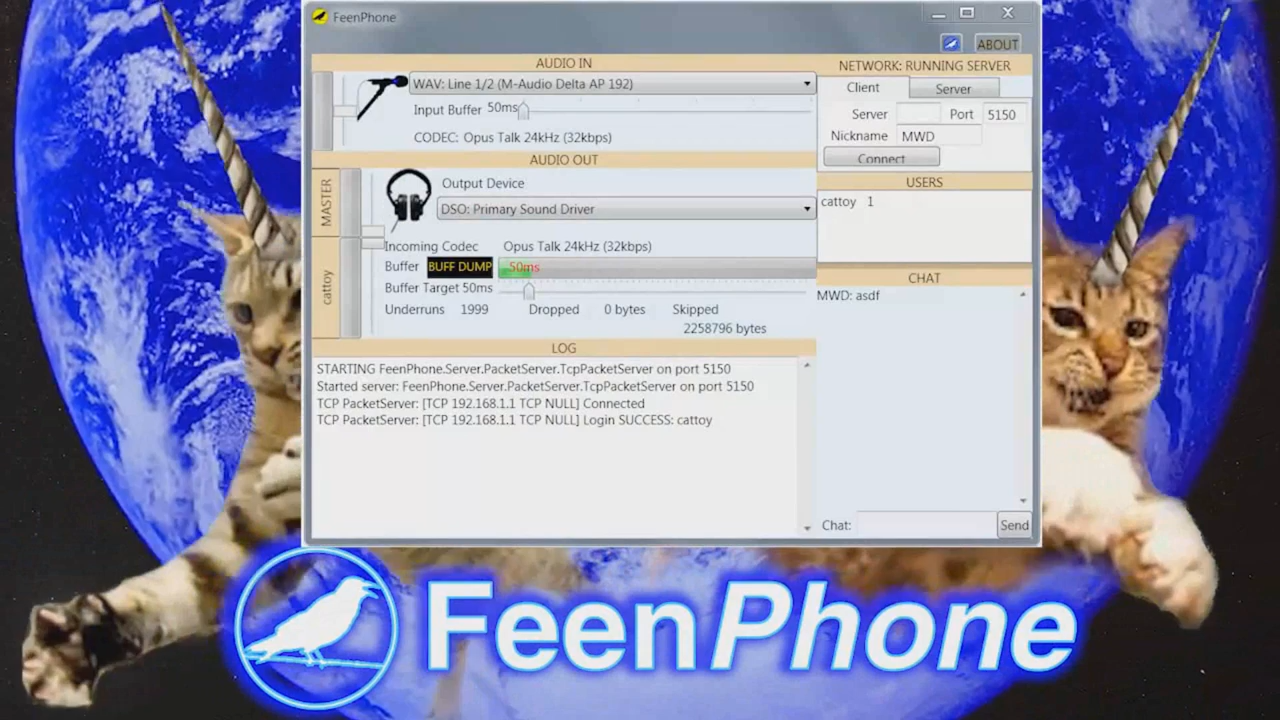 FeenPhone
ABOUT
AUDIO IN
WAV: Line 1/2 (M-Audio Delta AP 192)
Input Buffer 50ms
CODEC: Opus Talk 24kHz (32kbps)
AUDIO OUT
MASTER
Output Device
DSO: Primary Sound Driver
cattoy
Incoming Codec Opus Talk 24kHz (32kbps)
Buffer BUFF DUMP 50ms
Buffer Target 50ms
Underruns 1999 Dropped 0 bytes Skipped
2258796 bytes
LOG
STARTING FeenPhone.Server.PacketServer.TcpPacketServer on port 5150
Started server: FeenPhone.Server.PacketServer.TcpPacketServer on port 5150
TCP PacketServer: [TCP 192.168.1.1 TCP NULL] Connected
TCP PacketServer: [TCP 192.168.1.1 TCP NULL] Login SUCCESS: cattoy
NETWORK: RUNNING SERVER
Client Server
Server Port 5150
Nickname MWD
Connect
USERS
cattoy 1
CHAT
MWD: asdf
Chat: Send
FeenPhone